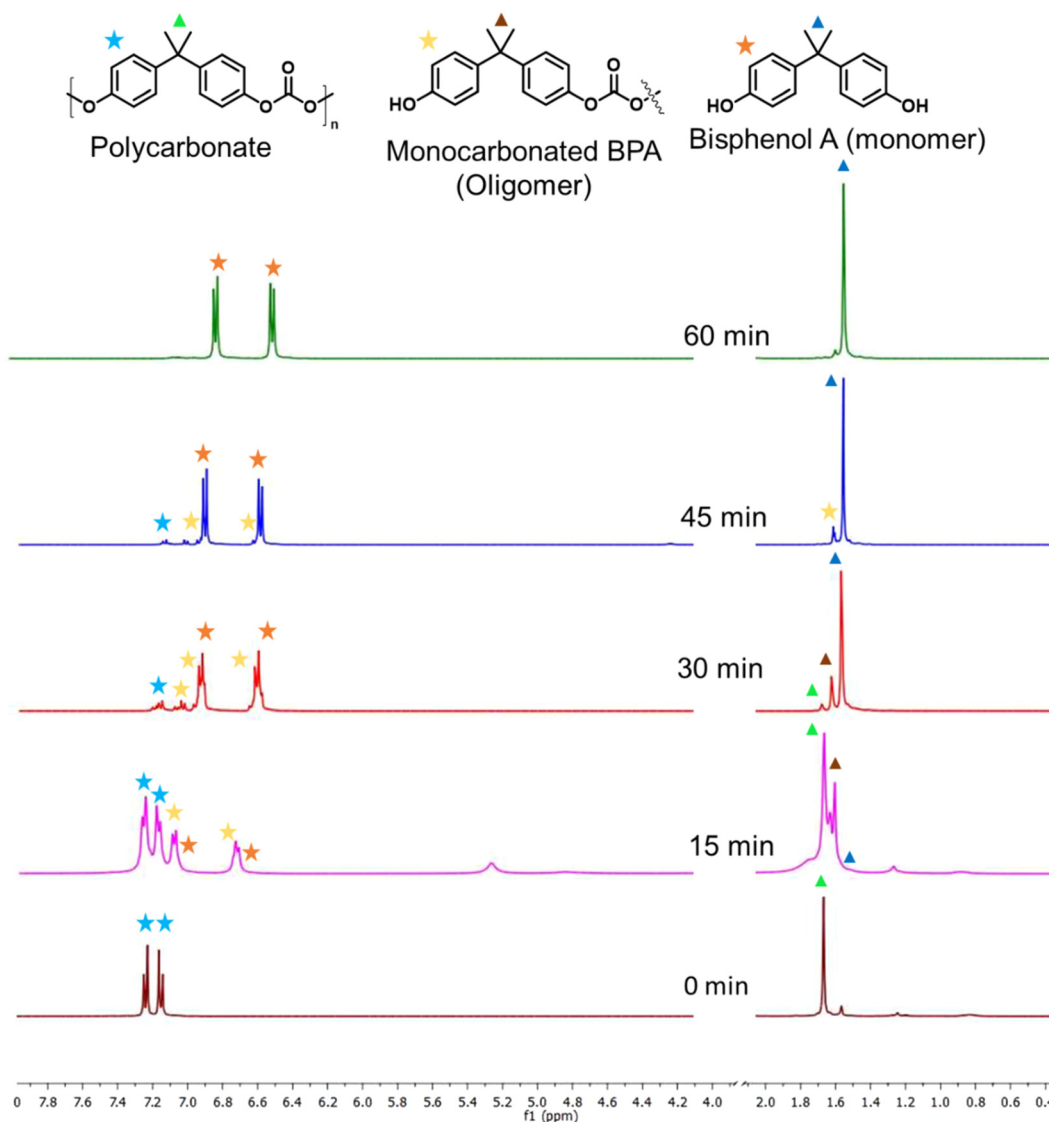 O
O
O
n
Polycarbonate
HO
O
O
O
Monocarbonated BPA
(Oligomer)
HO
OH
Bisphenol A (monomer)
60 min
45 min
30 min
15 min
0 min
0 7.8 7.6 7.4 7.2 7.0 6.8 6.6 6.4 6.2 6.0 5.8 5.6 5.4 5.2 5.0 4.8 4.6 4.4 4.2 4.0 2.0 1.8 1.6 1.4 1.2 1.0 0.8 0.6 0.4
f1 (ppm)